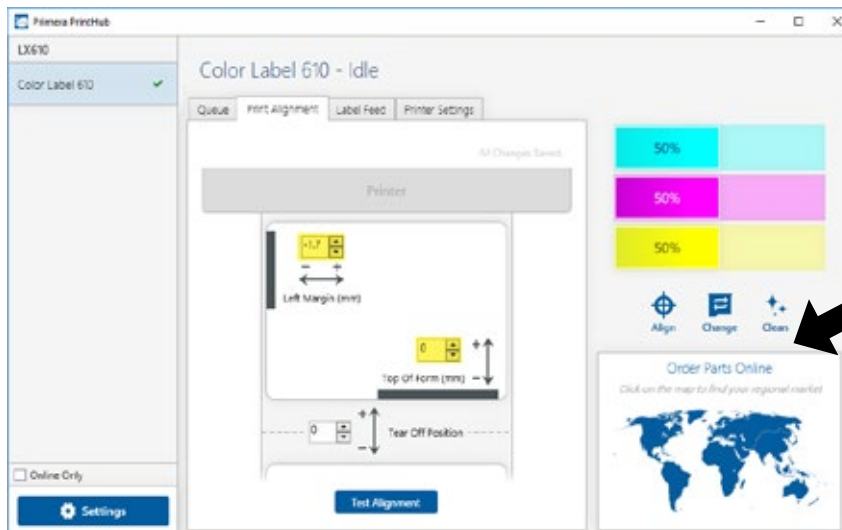 Primera PrintHub
LX610
Color Label 610
Color Label 610 - Idle
Queue Print Alignment Label Feed Printer Settings
All Changes Saved.
Printer
-1.7
- +
Left Margin (mm)
0
+
Top Of Form (mm) -
+
0 Tear Off Position
-
Test Alignment
50%
50%
50%
Align Change Clean
Order Parts Online
Click on the map to find your regional market
Online Only
Settings